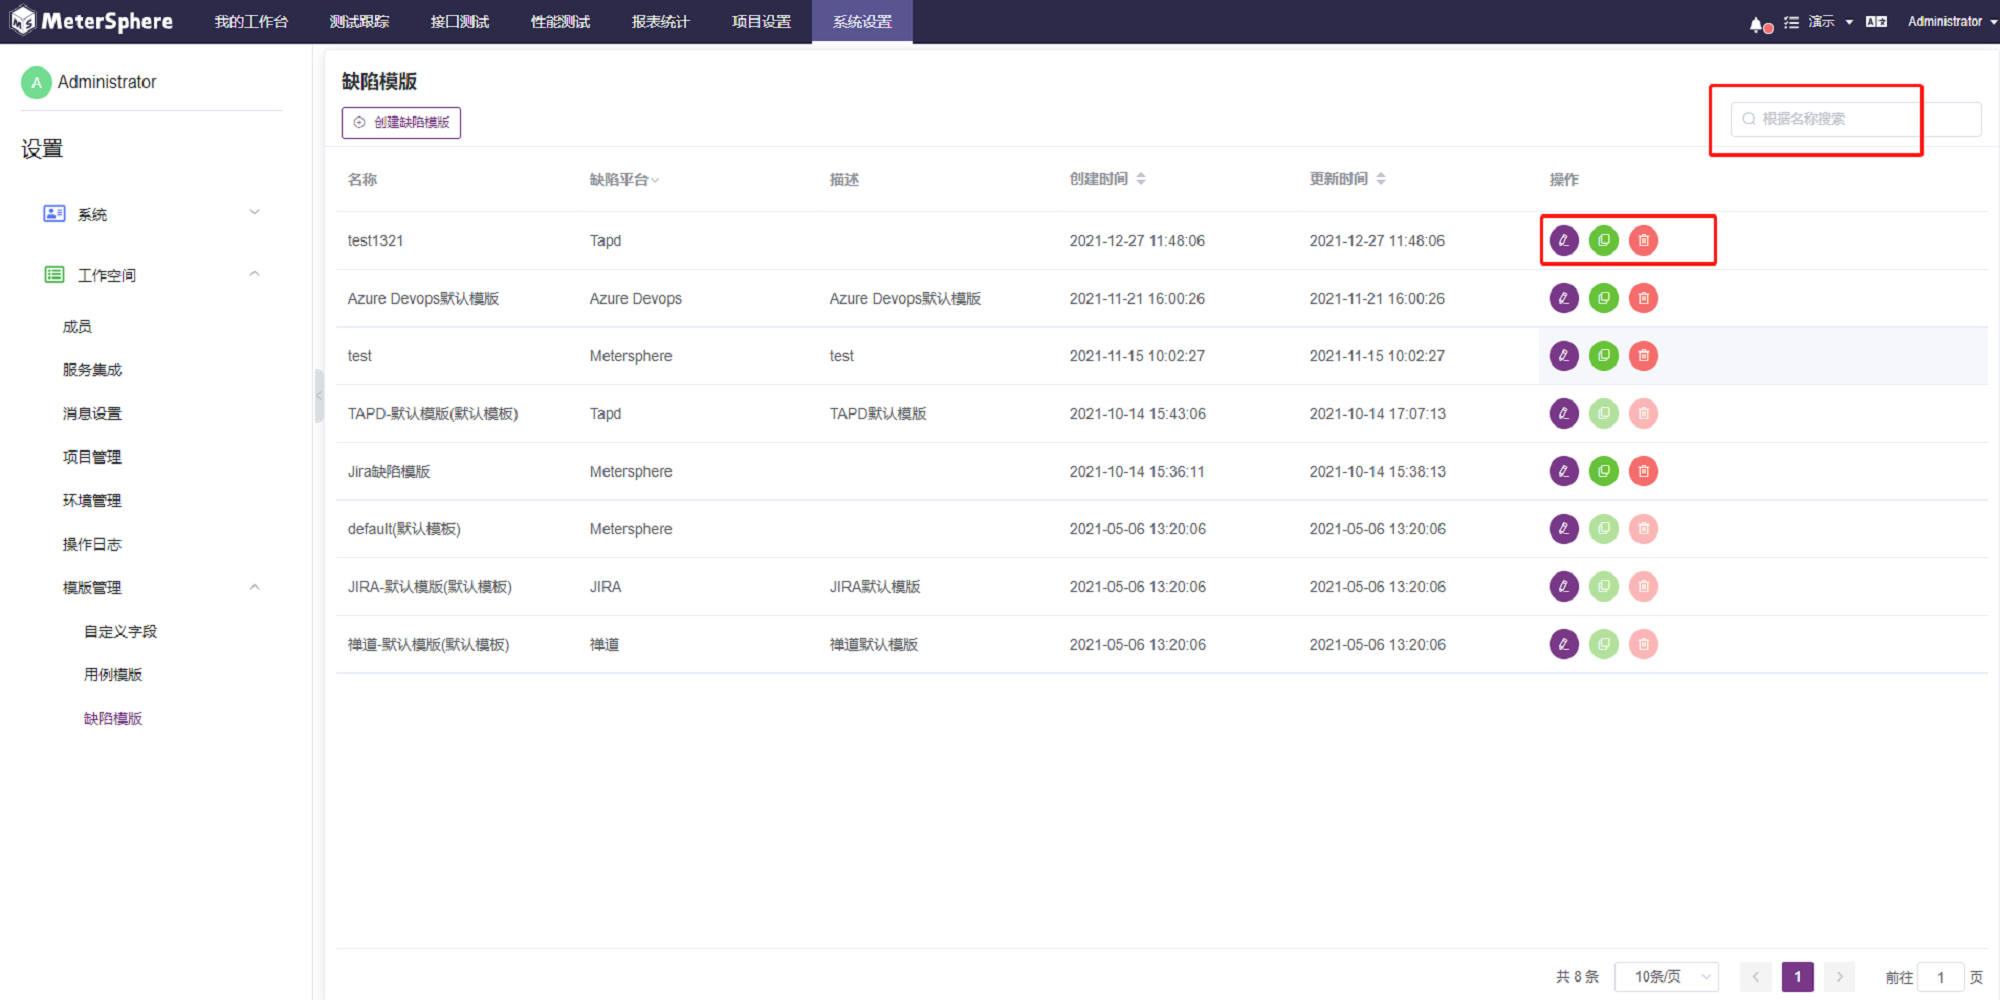 MeterSphere 我的工作台 测试跟踪 接口测试 性能测试 报表统计 项目设置 系统设置 演示 Administrator
A Administrator
设置
系统
工作空间
成员
服务集成
消息设置
项目管理
环境管理
操作日志
模版管理
自定义字段
用例模版
缺陷模版
缺陷模版
创建缺陷模版
根据名称搜索
名称 缺陷平台 描述 创建时间 更新时间 操作
test1321 Tapd 2021-12-27 11:48:06 2021-12-27 11:48:06
Azure Devops默认模版 Azure Devops Azure Devops默认模版 2021-11-21 16:00:26 2021-11-21 16:00:26
test Metersphere test 2021-11-15 10:02:27 2021-11-15 10:02:27
TAPD-默认模版(默认模板) Tapd TAPD默认模版 2021-10-14 15:43:06 2021-10-14 17:07:13
Jira缺陷模版 Metersphere 2021-10-14 15:36:11 2021-10-14 15:38:13
default(默认模板) Metersphere 2021-05-06 13:20:06 2021-05-06 13:20:06
JIRA-默认模版(默认模板) JIRA JIRA默认模版 2021-05-06 13:20:06 2021-05-06 13:20:06
禅道-默认模版(默认模板) 禅道 禅道默认模版 2021-05-06 13:20:06 2021-05-06 13:20:06
共 8 条 10条/页 1 前往 1 页